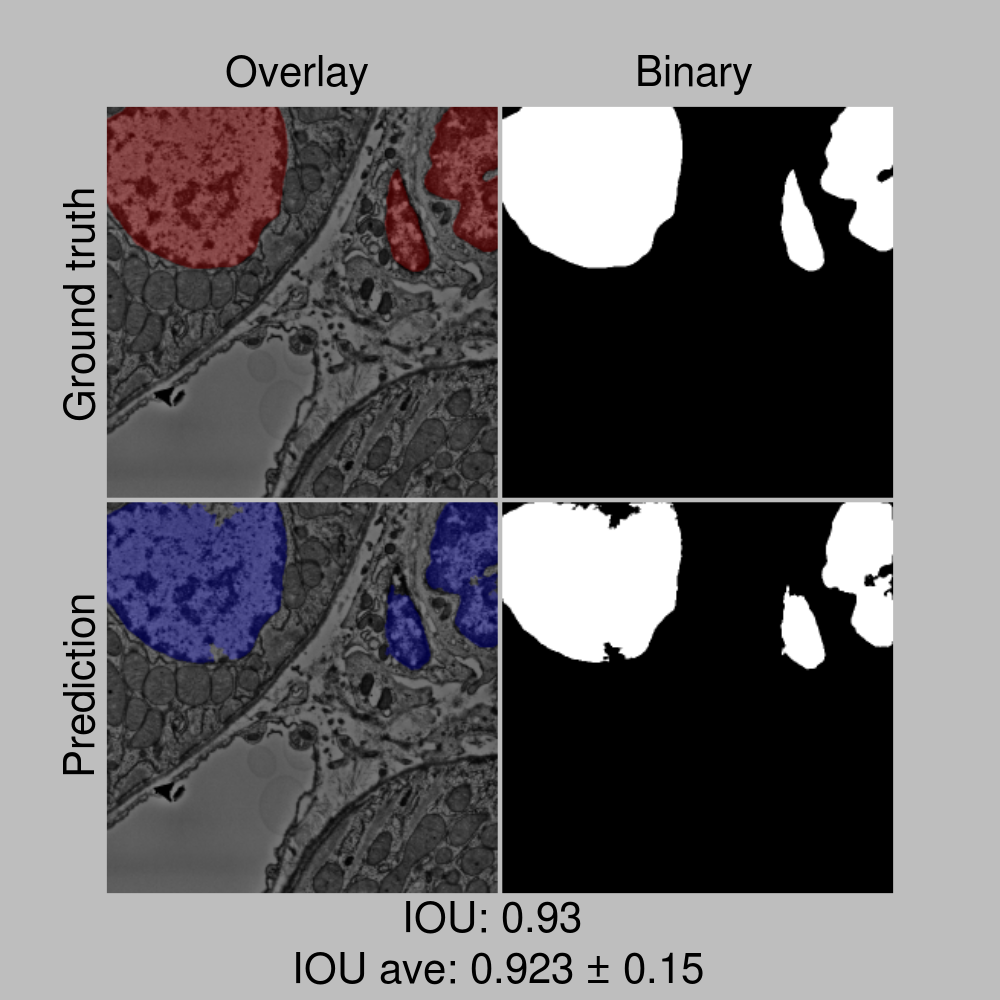 Overlay
Binary
Ground truth
Prediction
IOU: 0.93
IOU ave: 0.923 ± 0.15